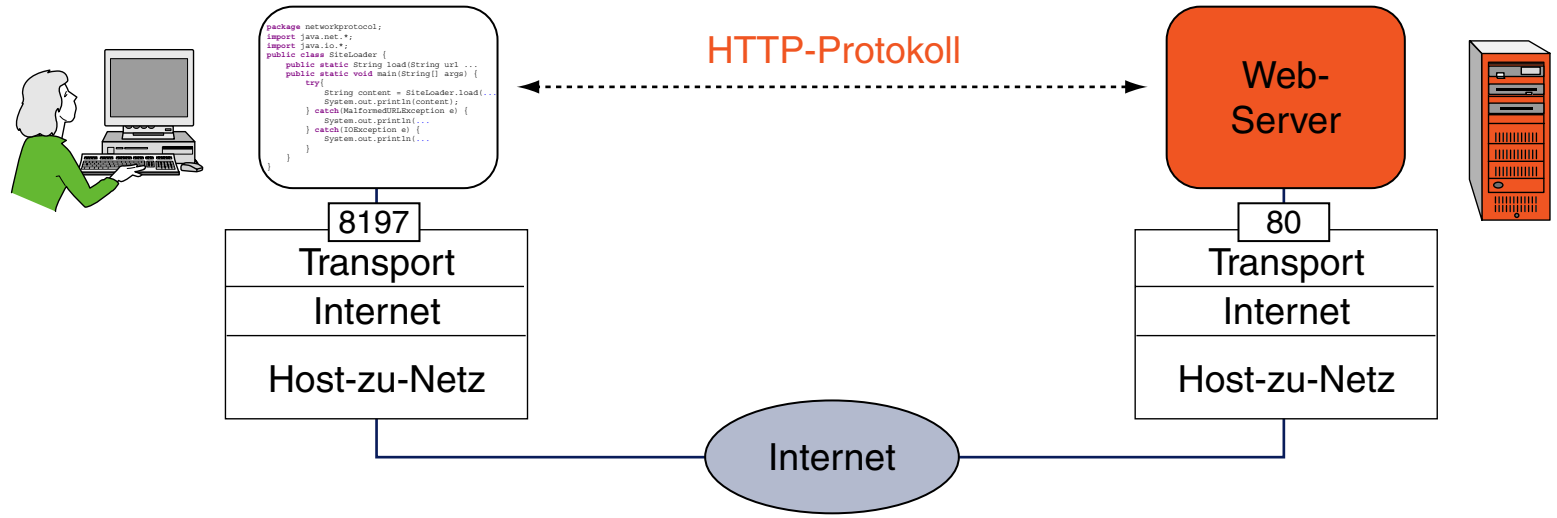 package networkprotocol;
import java.net.*;
import java.io.*;
public class SiteLoader {
public static String load(String url ...
public static void main(String[] args) {
try{
String content = SiteLoader.load(...
System.out.println(content);
} catch(MalformedURLException e) {
System.out.println(...
} catch(IOException e) {
System.out.println(...
}
}
}
HTTP-Protokoll
Web-
Server
8197
Transport
Internet
Host-zu-Netz
80
Transport
Internet
Host-zu-Netz
Internet